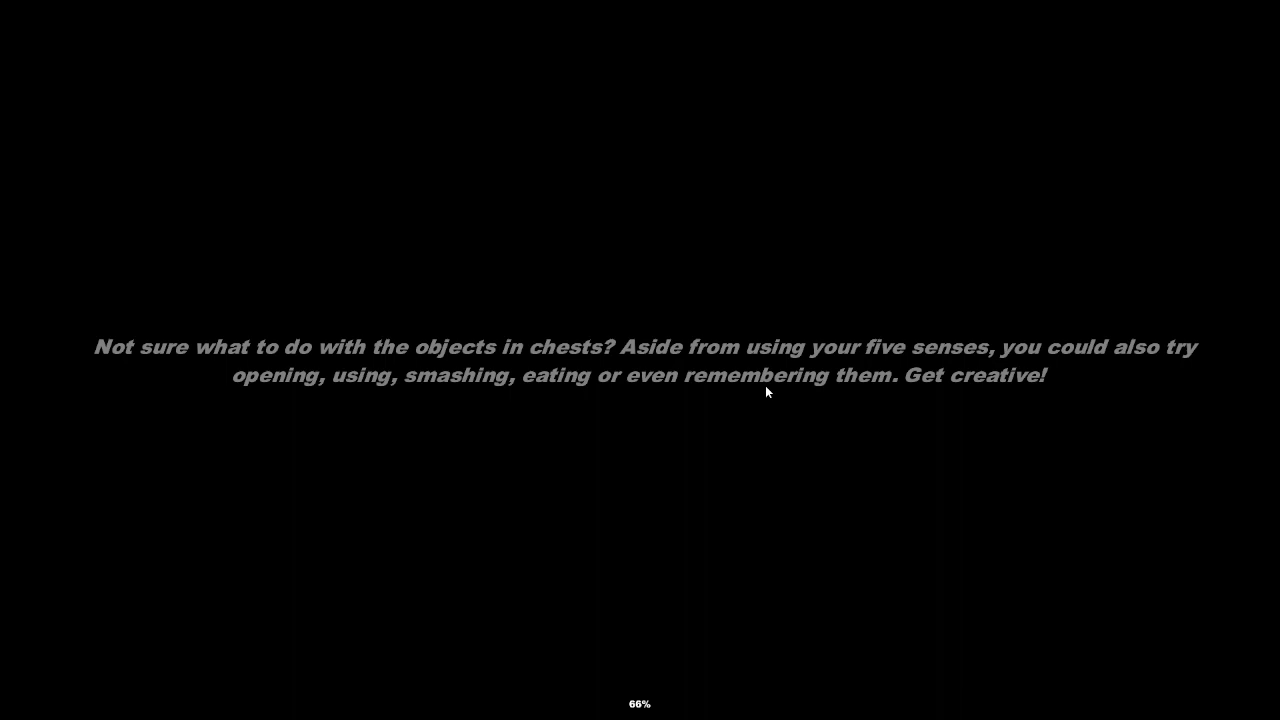 Not sure what to do with the objects in chests? Aside from using your five senses, you could also try
opening, using, smashing, eating or even remembering them. Get creative!
66%